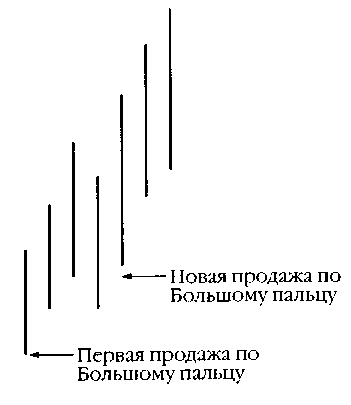 Новая продажа по
Большому пальцу
Первая продажа по
Большому пальцу